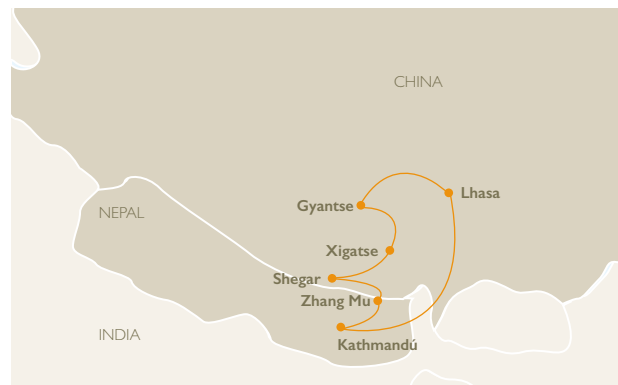 CHINA
Lhasa
Gyantse
NEPAL
Xigatse
Shegar
Zhang Mu
INDIA
Kathmandú